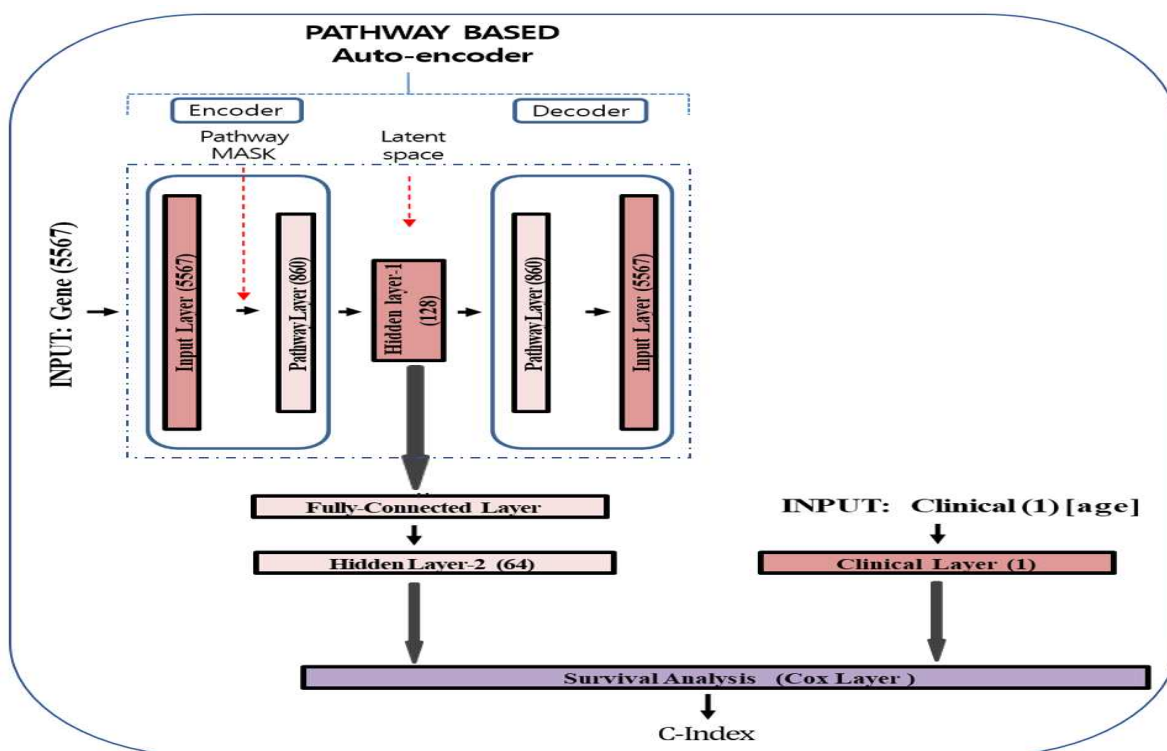 PATHWAY BASED
Auto-encoder
Encoder
Decoder
Pathway
MASK
Latent
space
INPUT: Gene (5567)
Input Layer (5567)
Pathway Layer (860)
Hidden layer-1
(128)
Pathway Layer (860)
Input Layer (5567)
Fully-Connected Layer
Hidden Layer-2 (64)
INPUT: Clinical (1) [age]
Clinical Layer (1)
Survival Analysis (Cox Layer )
C-Index